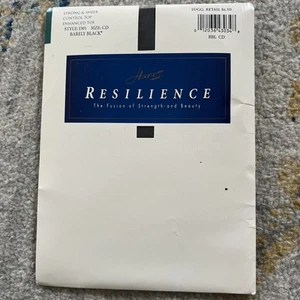 STRONG & SHEER
CONTROL TOP
ENHANCED TOE
STYLE: D05 SIZE: CD
BARELY BLACK*
SUGG. RETAIL $6.50
BBL CD
Hanes
RESILIENCE
The Fusion of Strength and Beauty